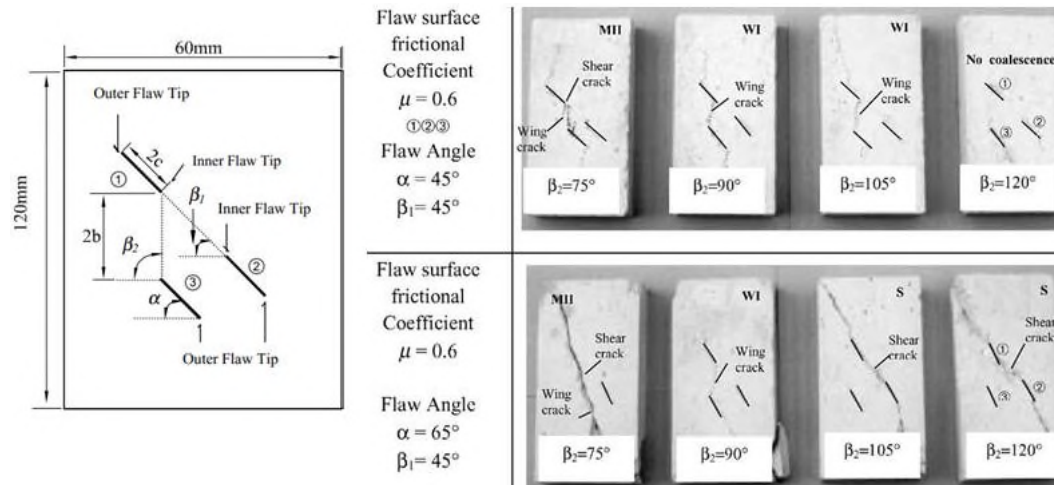 60mm
120mm
Outer Flaw Tip
2c
Inner Flaw Tip
①
β1
Inner Flaw Tip
2b
β2
②
③
α
Outer Flaw Tip
Flaw surface
frictional
Coefficient
μ = 0.6
①②③
Flaw Angle
α = 45°
β1 = 45°
MII
Shear
crack
Wing
crack
β2=75°
WI
Wing
crack
β2=90°
WI
Wing
crack
β2=105°
No coalescence
①
②
③
β2=120°
Flaw surface
frictional
Coefficient
μ = 0.6
Flaw Angle
α = 65°
β1 = 45°
MII
Shear
crack
Wing
crack
β2=75°
WI
Wing
crack
β2=90°
S
Shear
crack
β2=105°
S
①
Shear
crack
②
③
β2=120°